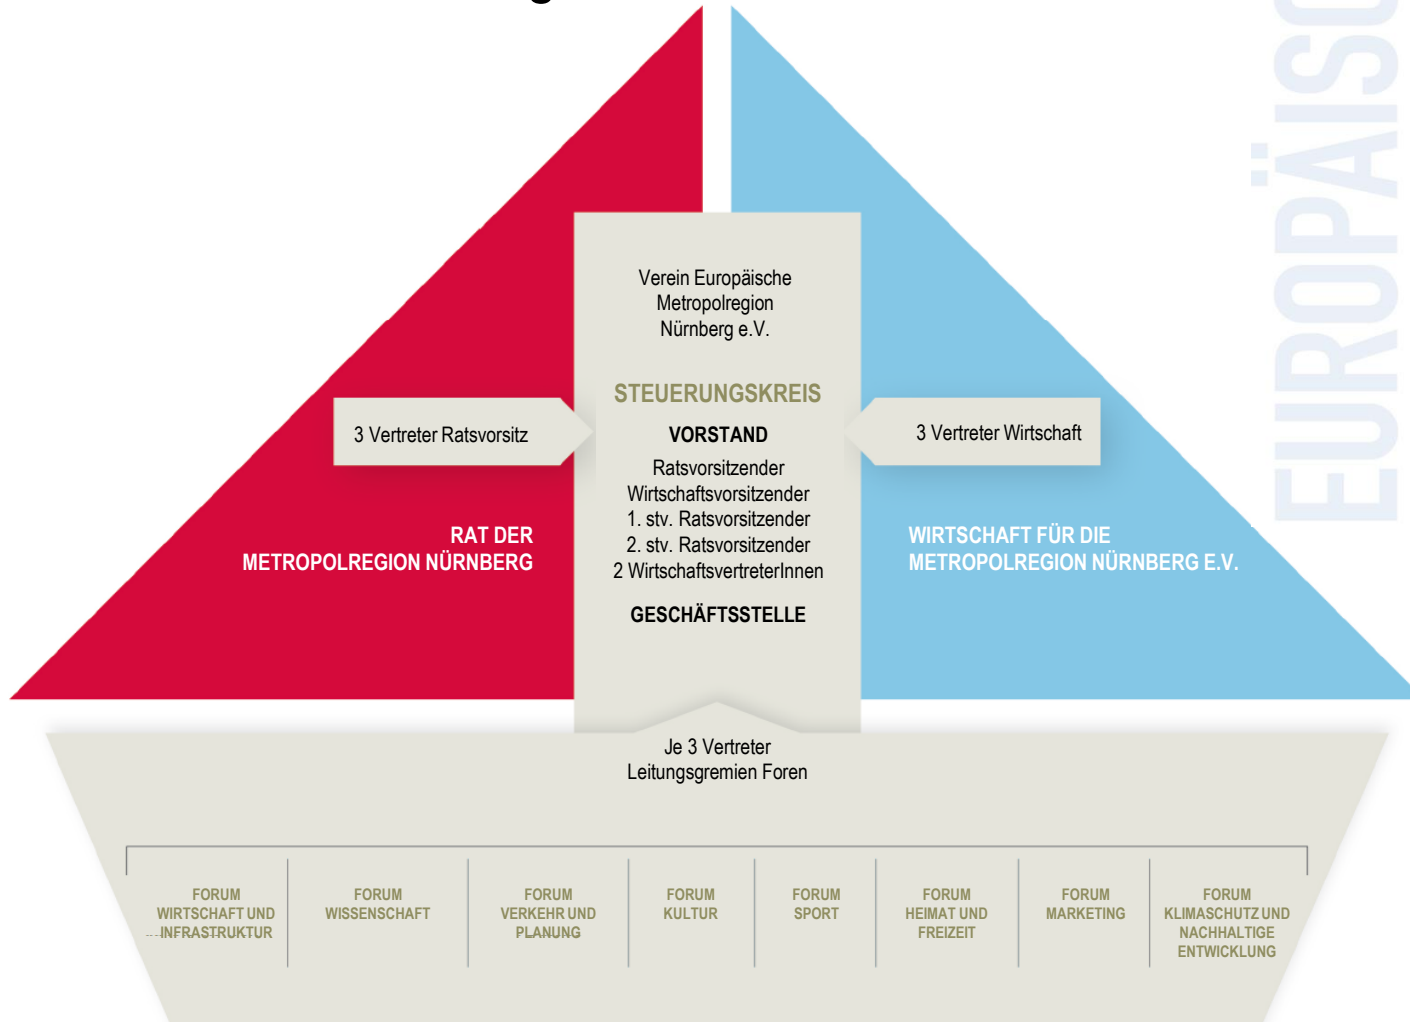 EUROPÄISC
Verein Europäische
Metropolregion
Nürnberg e.V.
STEUERUNGSKREIS
VORSTAND
Ratsvorsitzender
Wirtschaftsvorsitzender
1. stv. Ratsvorsitzender
2. stv. Ratsvorsitzender
2 WirtschaftsvertreterInnen
GESCHÄFTSSTELLE
3 Vertreter Ratsvorsitz
3 Vertreter Wirtschaft
RAT DER
METROPOLREGION NÜRNBERG
WIRTSCHAFT FÜR DIE
METROPOLREGION NÜRNBERG E.V.
Je 3 Vertreter
Leitungsgremien Foren
FORUM
WIRTSCHAFT UND
INFRASTRUKTUR
FORUM
WISSENSCHAFT
FORUM
VERKEHR UND
PLANUNG
FORUM
KULTUR
FORUM
SPORT
FORUM
HEIMAT UND
FREIZEIT
FORUM
MARKETING
FORUM
KLIMASCHUTZ UND
NACHHALTIGE
ENTWICKLUNG